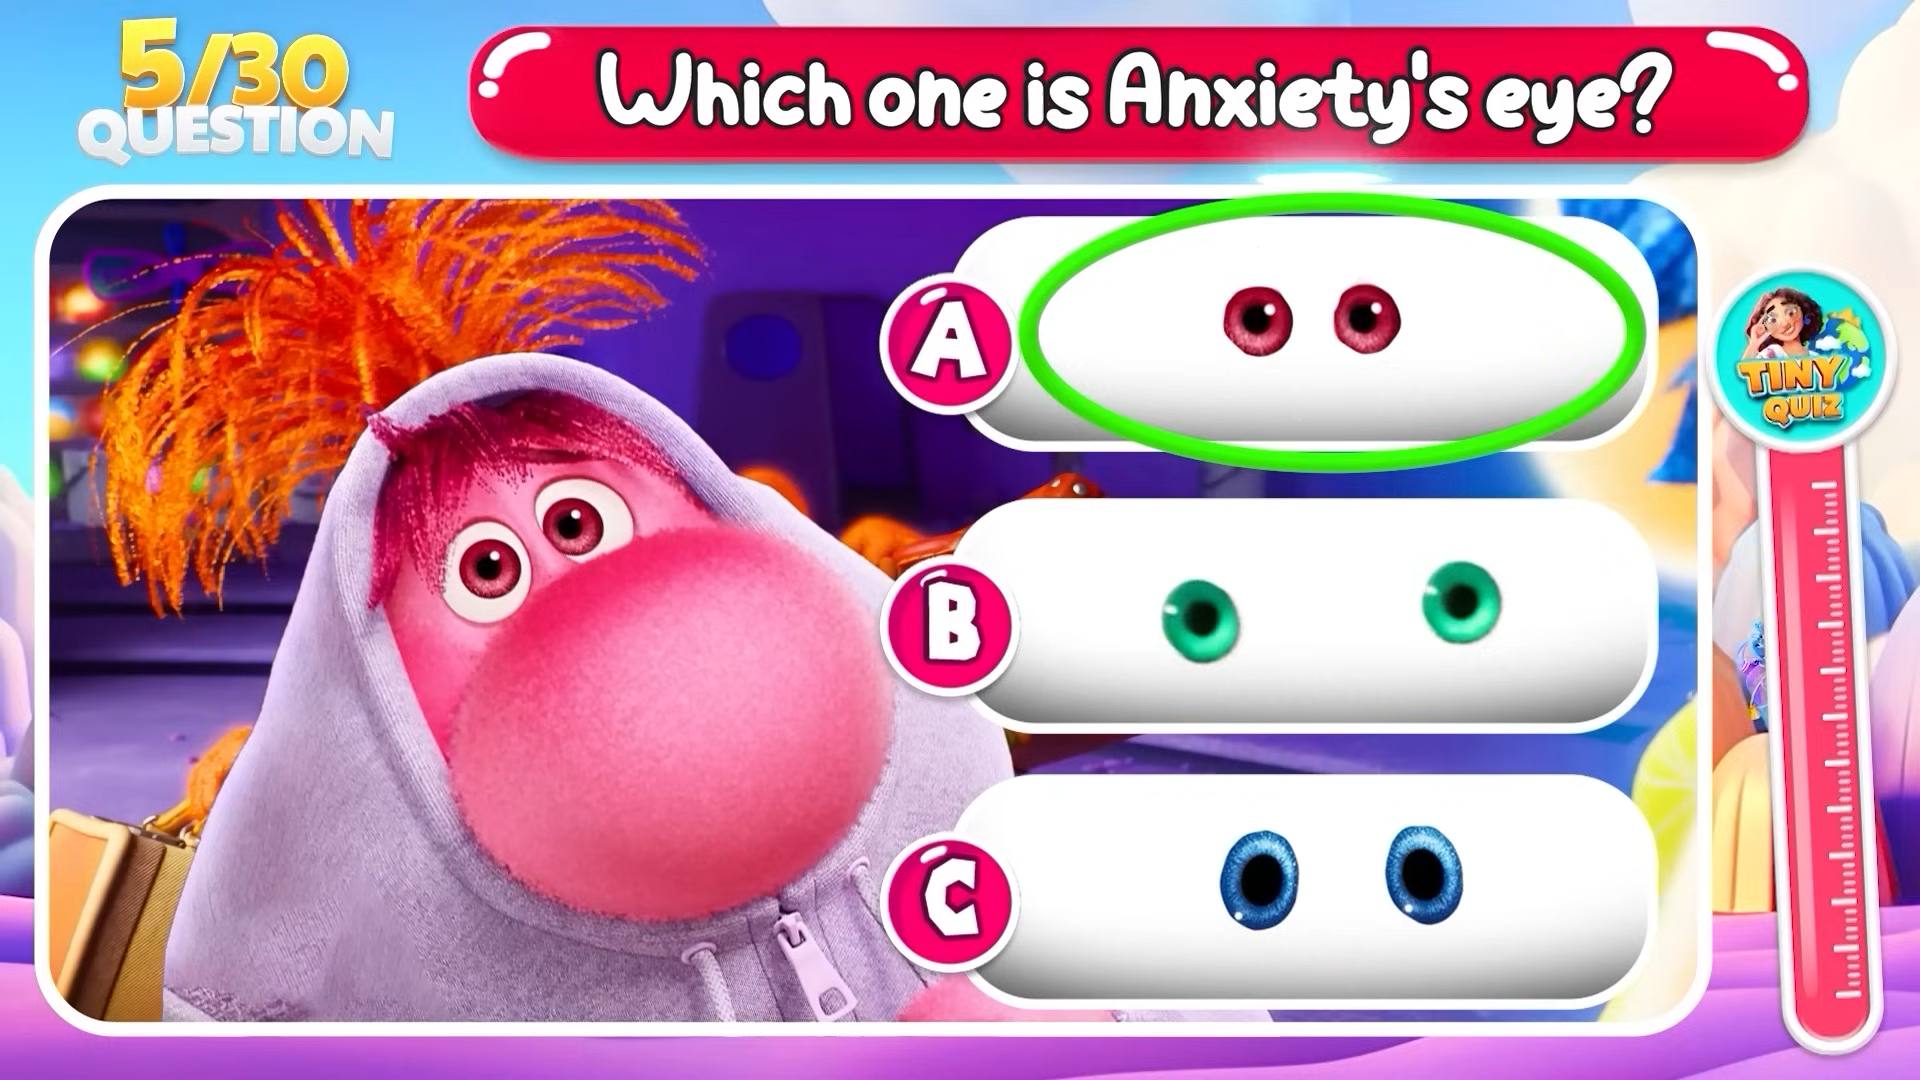 5/30
QUESTION
Which one is Anxiety's eye?
A
B
C
TINY
QUIZ